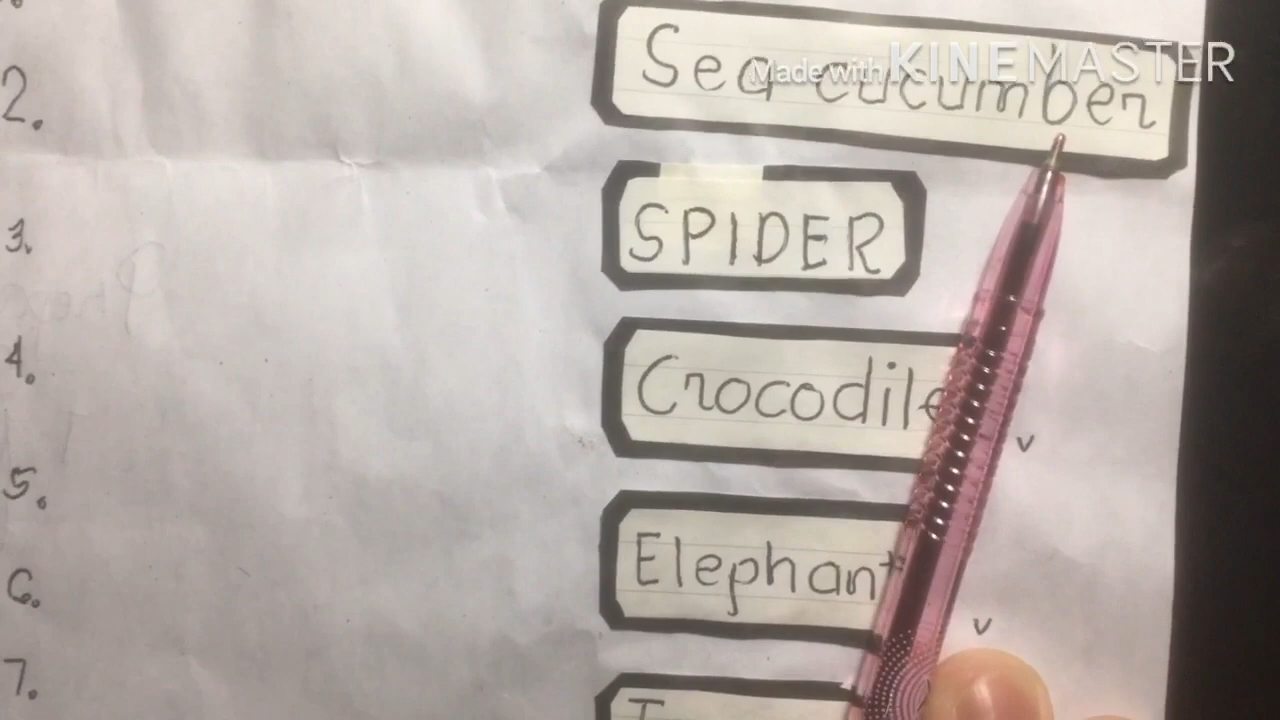 Sea cucumber
Made with KINEMASTER
2.
SPIDER
3.
Crocodile
4.
5.
Elephant
6.
7.